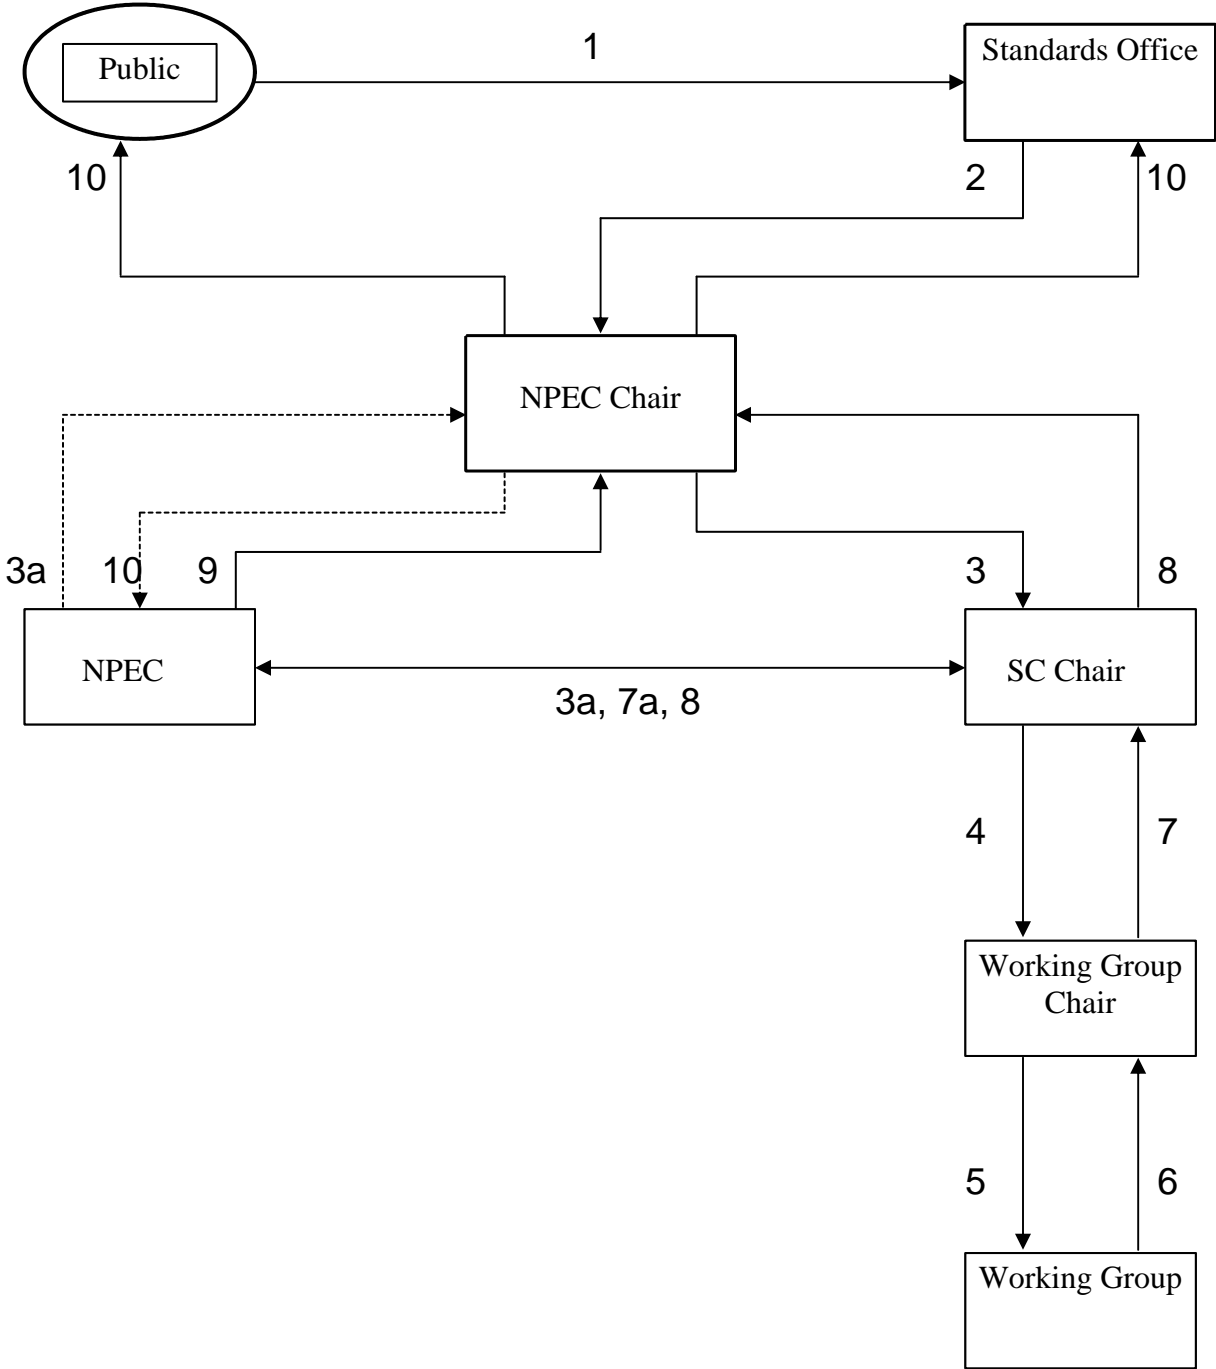 1
Public
Standards Office
10
2
10
NPEC Chair
3a
10
9
3
8
NPEC
SC Chair
3a, 7a, 8
4
7
Working Group
Chair
5
6
Working Group